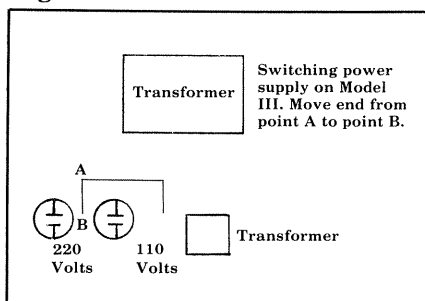 Transformer
Switching power
supply on Model
III. Move end from
point A to point B.
A
B
220
Volts
110
Volts
Transformer